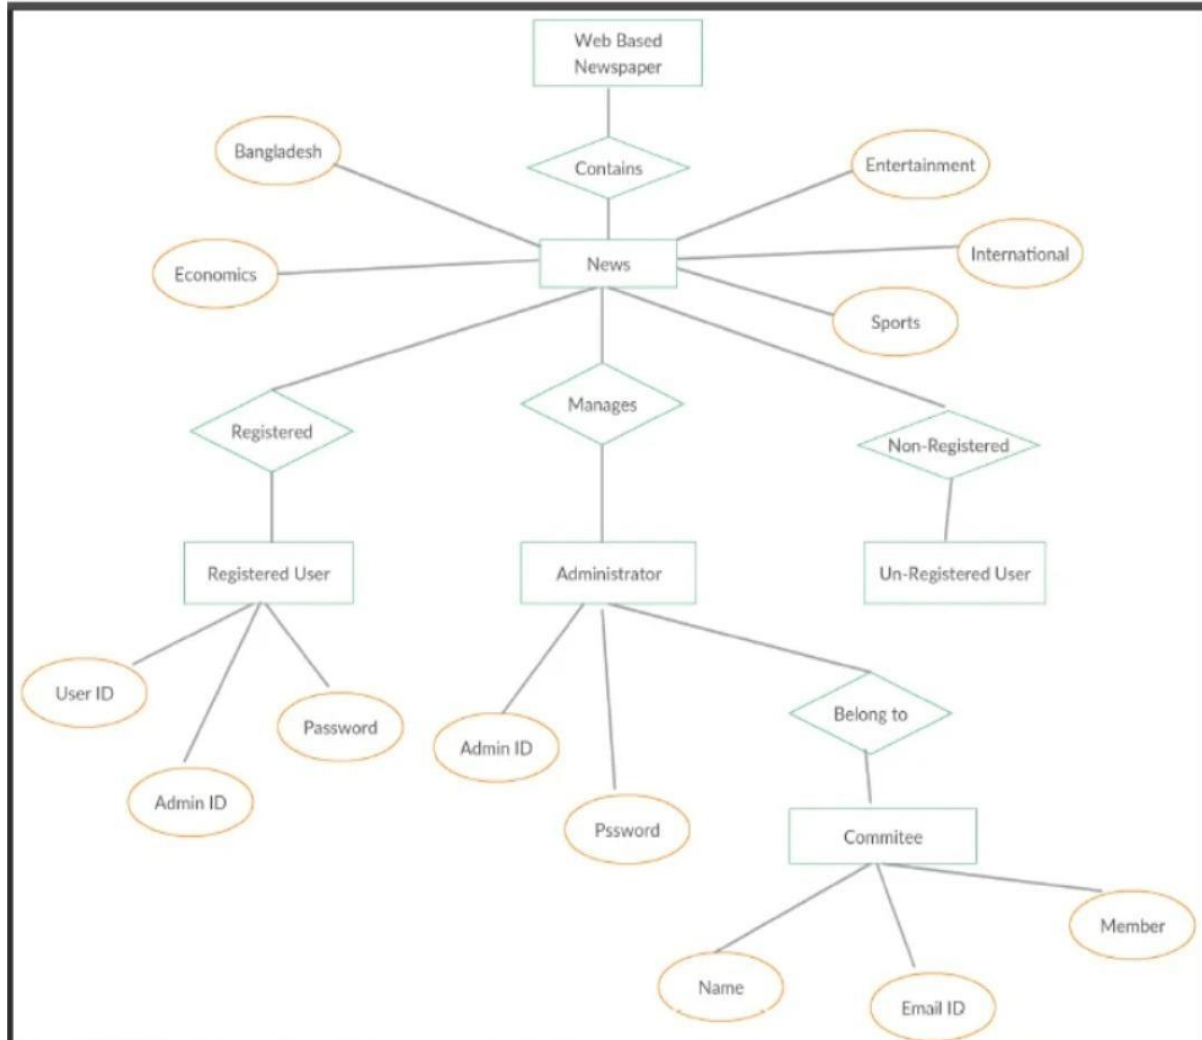 Web Based
Newspaper
Bangladesh
Contains
Entertainment
Economics
News
International
Sports
Registered
Manages
Non-Registered
Registered User
Administrator
Un-Registered User
User ID
Password
Admin ID
Admin ID
Pssword
Belong to
Commitee
Name
Email ID
Member